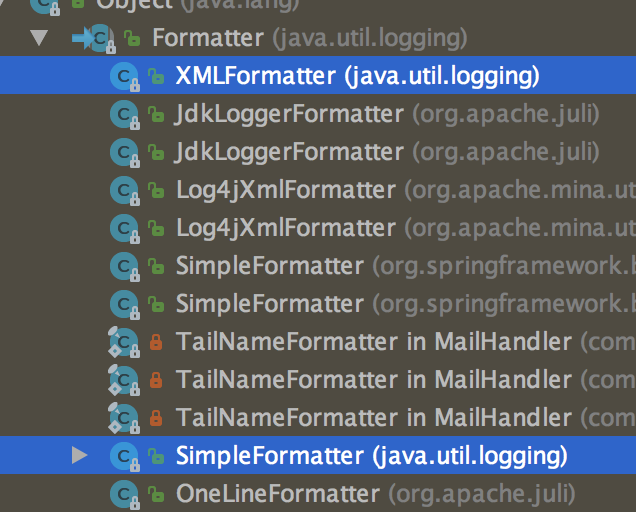 Object (java.lang)
Formatter (java.util.logging)
XMLFormatter (java.util.logging)
JdkLoggerFormatter (org.apache.juli)
JdkLoggerFormatter (org.apache.juli)
Log4jXmlFormatter (org.apache.mina.ut
Log4jXmlFormatter (org.apache.mina.ut
SimpleFormatter (org.springframework.b
SimpleFormatter (org.springframework.b
TailNameFormatter in MailHandler (com
TailNameFormatter in MailHandler (com
TailNameFormatter in MailHandler (com
SimpleFormatter (java.util.logging)
OneLineFormatter (org.apache.juli)